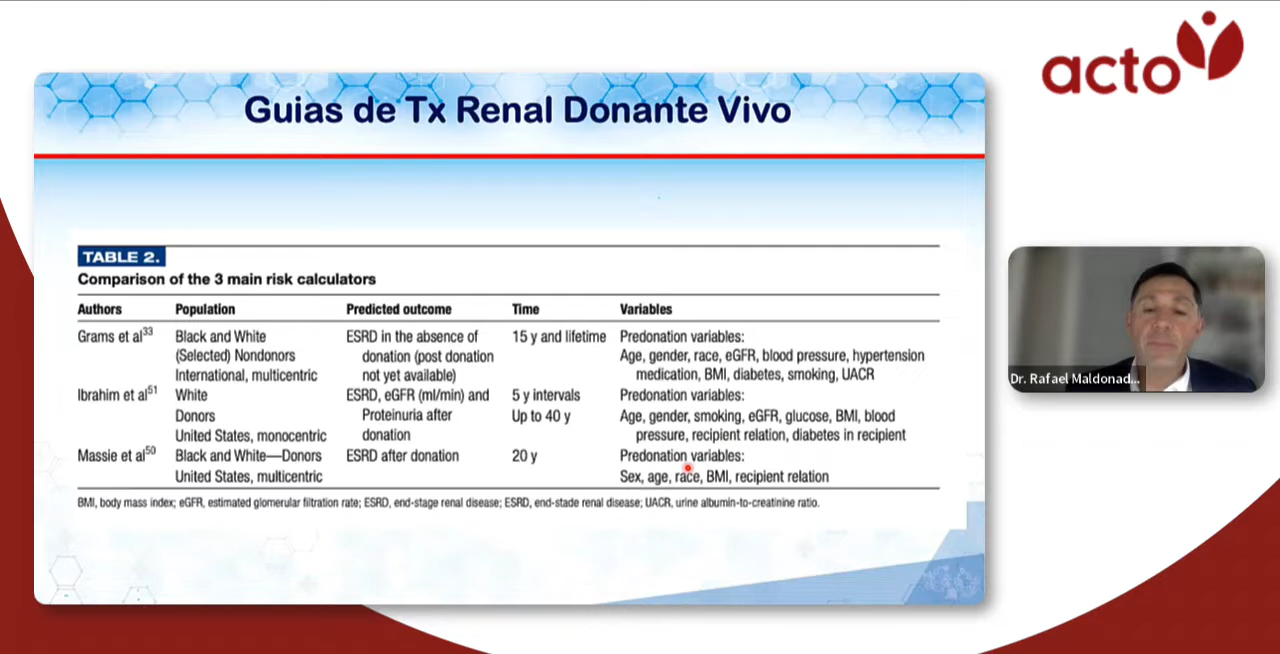 acto
Guias de Tx Renal Donante Vivo
TABLE 2.
Comparison of the 3 main risk calculators
Authors Population Predicted outcome Time Variables
Grams et al33 Black and White ESRD in the absence of 15 y and lifetime Predonation variables:
(Selected) Nondonors donation (post donation Age, gender, race, eGFR, blood pressure, hypertension
International, multicentric not yet available) medication, BMI, diabetes, smoking, UACR
Ibrahim et al51 White ESRD, eGFR (ml/min) and 5 y intervals Predonation variables:
Donors Proteinuria after Up to 40 y Age, gender, smoking, eGFR, glucose, BMI, blood
United States, monocentric donation pressure, recipient relation, diabetes in recipient
Massie et al50 Black and White—Donors ESRD after donation 20 y Predonation variables:
United States, multicentric Sex, age, race, BMI, recipient relation
BMI, body mass index; eGFR, estimated glomerular filtration rate; ESRD, end-stage renal disease; ESRD, end-stade renal disease; UACR, urine albumin-to-creatinine ratio.
Dr. Rafael Maldonad...